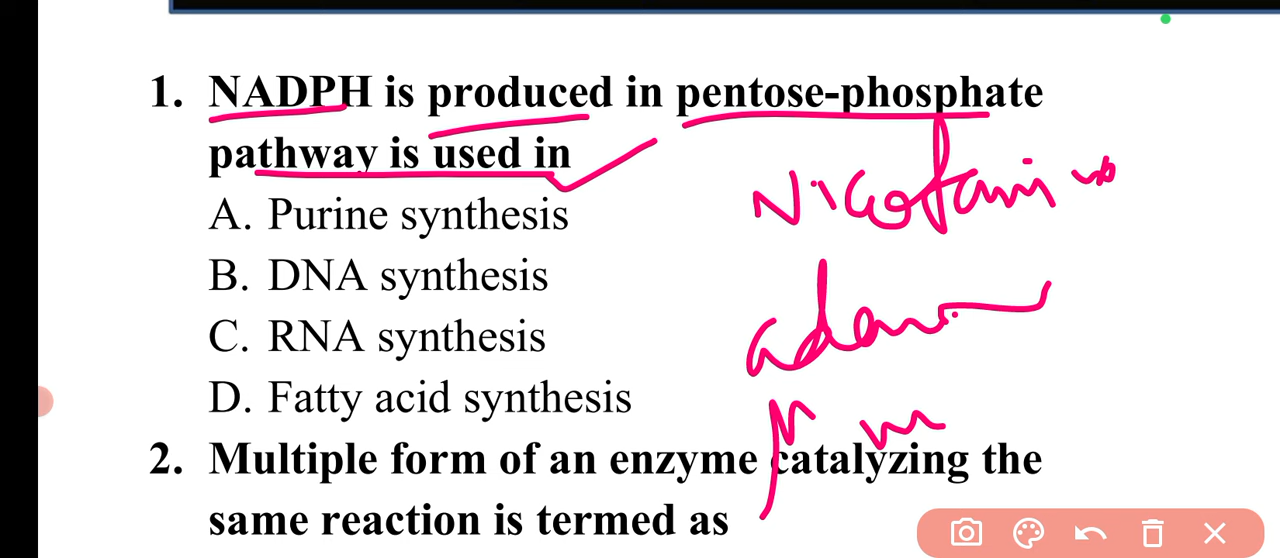 1. NADPH is produced in pentose-phosphate
pathway is used in
A. Purine synthesis
B. DNA synthesis
C. RNA synthesis
D. Fatty acid synthesis
2. Multiple form of an enzyme catalyzing the
same reaction is termed as